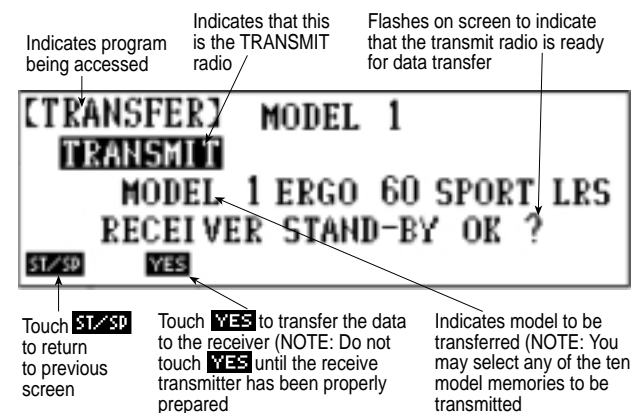 Indicates program
being accessed
Indicates that this
is the TRANSMIT
radio
Flashes on screen to indicate
that the transmit radio is ready
for data transfer
[TRANSFER] MODEL 1
TRANSMIT
MODEL 1 ERGO 60 SPORT LRS
RECEIVER STAND-BY OK ?
ST/SP YES
Touch ST/SP
to return
to previous
screen
Touch YES to transfer the data
to the receiver (NOTE: Do not
touch YES until the receive
transmitter has been properly
prepared
Indicates model to be
transferred (NOTE: You
may select any of the ten
model memories to be
transmitted